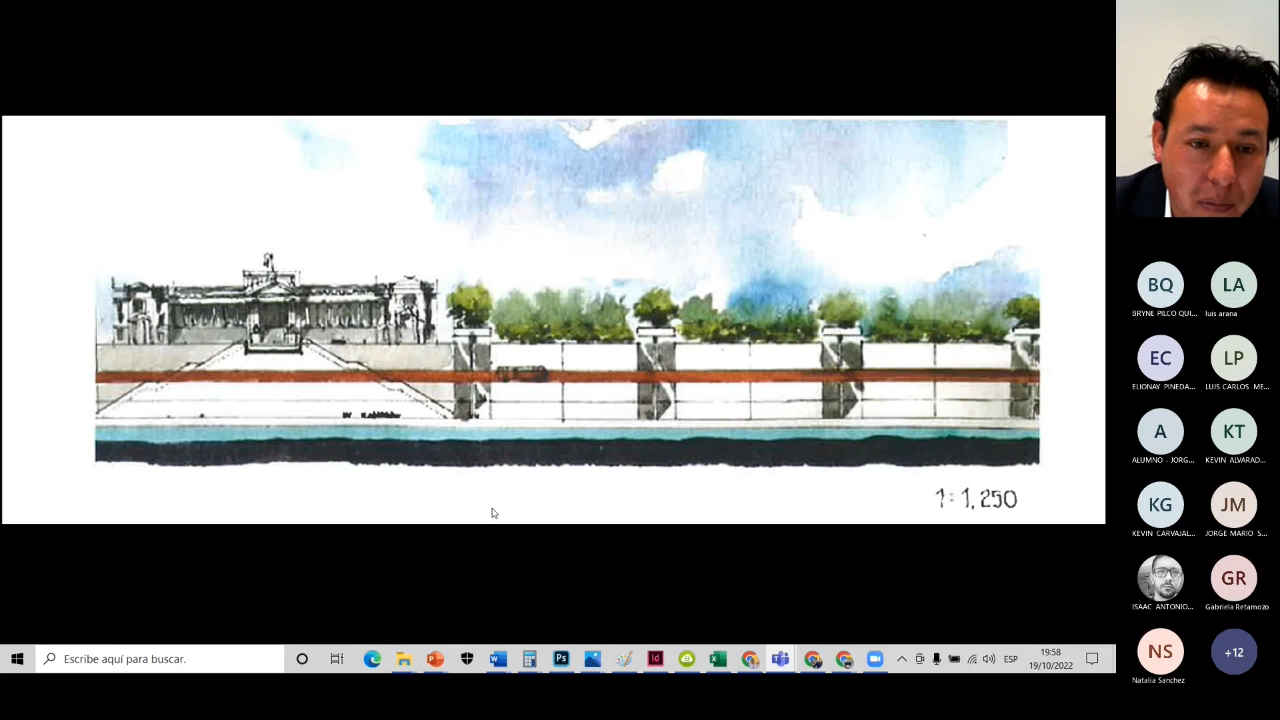 1:1,250
BQ
BRYNE PILCO QUI...
LA
luis arana
EC
ELIONAY PINEDA...
LP
LUIS CARLOS ME...
A
ALUMNO - JORG...
KT
KEVIN ALVARAD...
KG
KEVIN CARVAJAL...
JM
JORGE MARIO S...
ISAAC ANTONIO...
GR
Gabriela Retamozo
NS
Natalia Sanchez
+12
Escribe aquí para buscar.
Ps
Id
ESP
19:58
19/10/2022